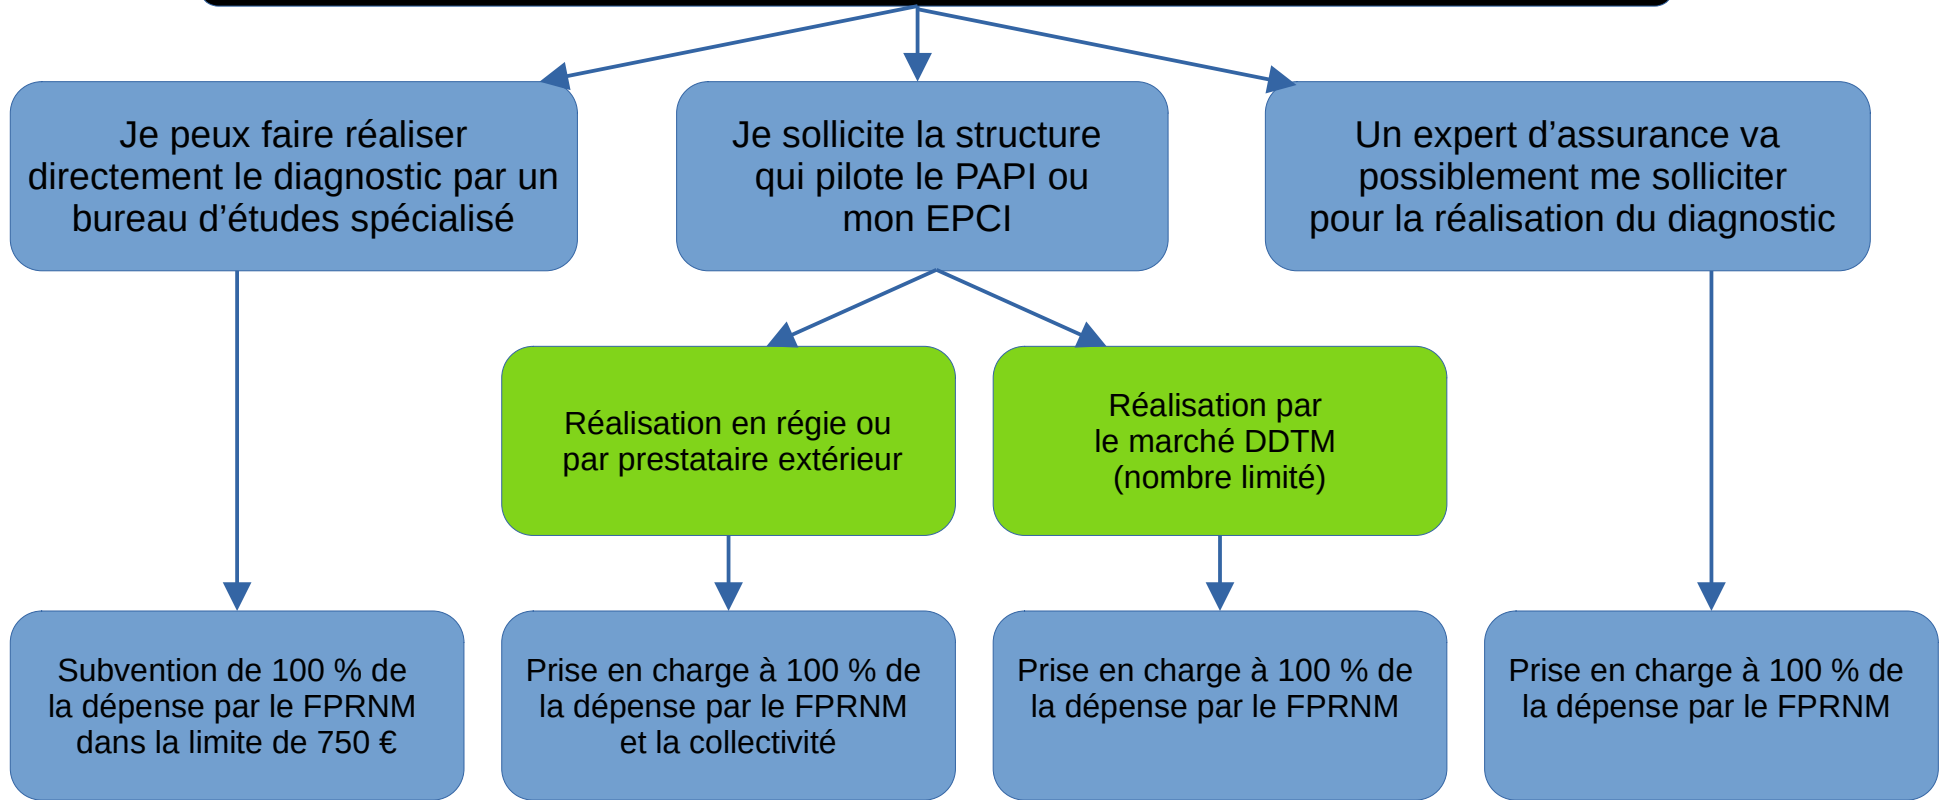 Je peux faire réaliser
directement le diagnostic par un
bureau d’études spécialisé
Je sollicite la structure
qui pilote le PAPI ou
mon EPCI
Un expert d’assurance va
possiblement me solliciter
pour la réalisation du diagnostic
Réalisation en régie ou
par prestataire extérieur
Réalisation par
le marché DDTM
(nombre limité)
Subvention de 100 % de
la dépense par le FPRNM
dans la limite de 750 €
Prise en charge à 100 % de
la dépense par le FPRNM
et la collectivité
Prise en charge à 100 % de
la dépense par le FPRNM
Prise en charge à 100 % de
la dépense par le FPRNM